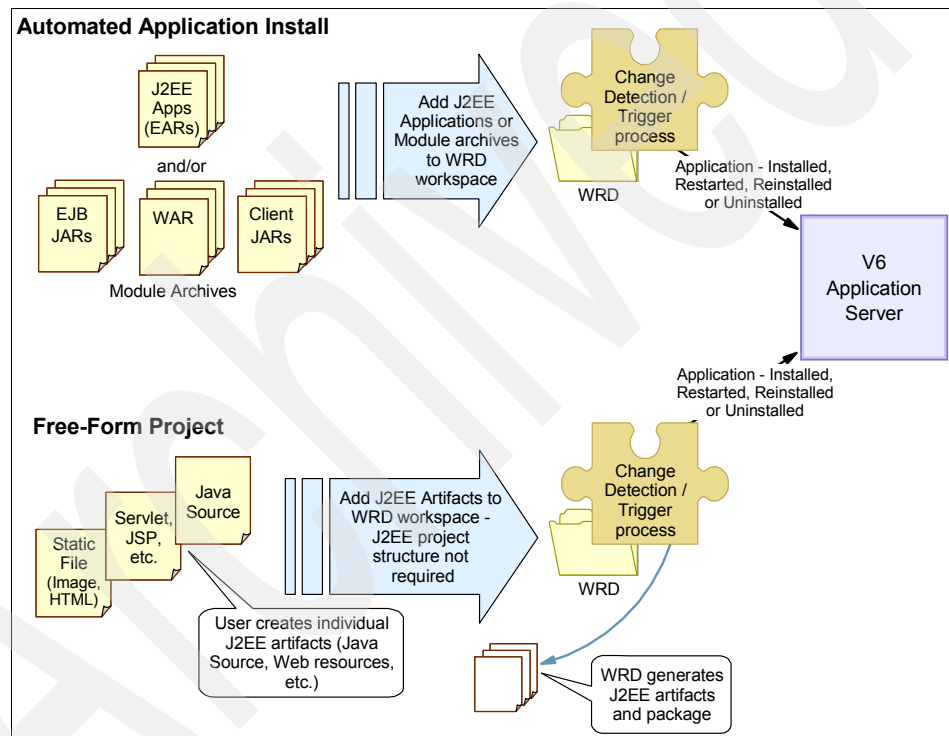 Automated Application Install
J2EE
Apps
(EARs)
and/or
EJB
JARs
WAR
Client
JARs
Module Archives
Add J2EE
Applications or
Module archives
to WRD
workspace
Change
Detection /
Trigger
process
WRD
Application - Installed,
Restarted, Reinstalled
or Uninstalled
V6
Application
Server
Application - Installed,
Restarted, Reinstalled
or Uninstalled
Free-Form Project
Java
Source
Servlet,
JSP,
etc.
Static
File
(Image,
HTML)
User creates individual
J2EE artifacts (Java
Source, Web resources,
etc.)
Add J2EE Artifacts to
WRD workspace -
J2EE project
structure not
required
Change
Detection /
Trigger
process
WRD
WRD generates
J2EE artifacts
and package
Archived